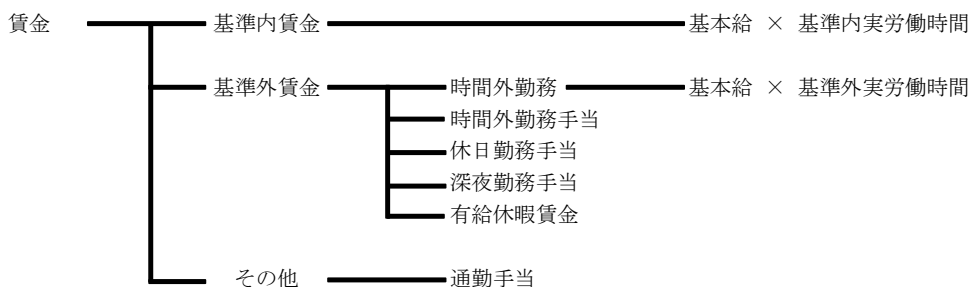 賃金 基準内賃金 基本給 × 基準内実労働時間
基準外賃金 時間外勤務 基本給 × 基準外実労働時間
時間外勤務手当
休日勤務手当
深夜勤務手当
有給休暇賃金
その他 通勤手当